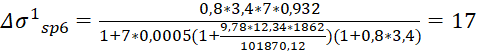 Δσ¹sp6 = 0,8*3,4*7*0,932 / 1+7*0,0005(1+ 9,78*12,34*1862 / 101870,12 )(1+0,8*3,4) = 17